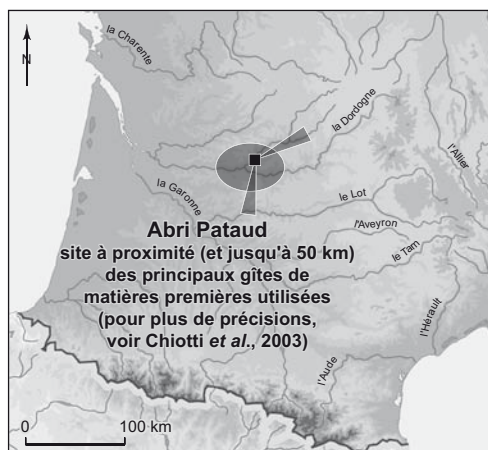 N
la Charente
la Dordogne
l'Allier
la Garonne
le Lot
l'Aveyron
le Tarn
l'Hérault
l'Aude
Abri Pataud
site à proximité (et jusqu'à 50 km)
des principaux gîtes de
matières premières utilisées
(pour plus de précisions,
voir Chiotti et al., 2003)
0 100 km